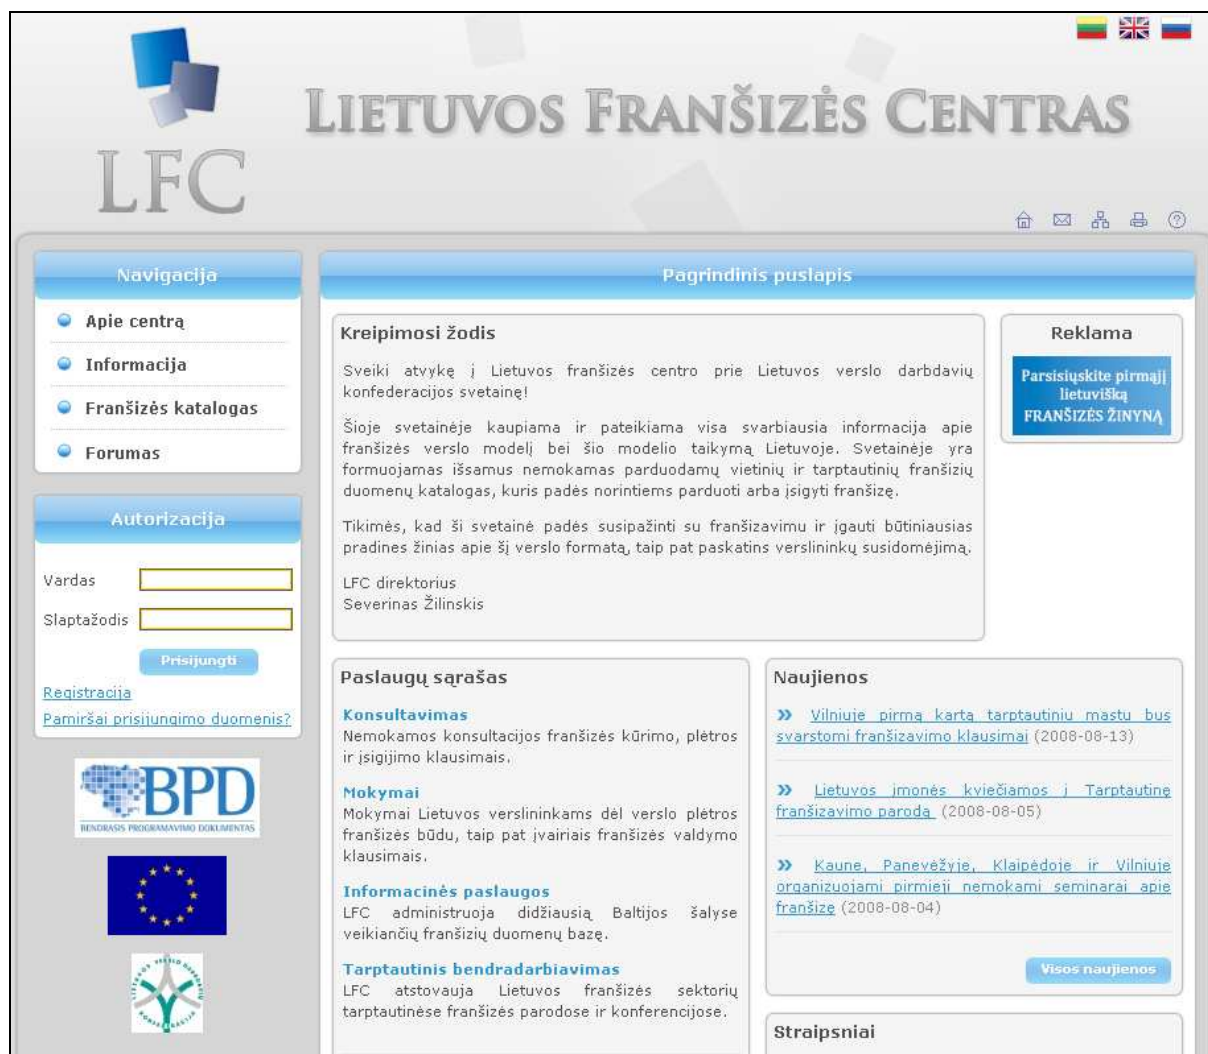 LFC
LIETUVOS FRANŠIZĖS CENTRAS
Navigacija
Apie centrą
Informacija
Franšizės katalogas
Forumas
Autorizacija
Vardas
Slaptažodis
Prisijungti
Registracija
Pamiršai prisijungimo duomenis?
BPD
BENDRASIS PROGRAMAVIMO DOKUMENTAS
Pagrindinis puslapis
Kreipimosi žodis
Sveiki atvykę į Lietuvos franšizės centro prie Lietuvos verslo darbdavių
konfederacijos svetainę!
Šioje svetainėje kaupiama ir pateikiama visa svarbiausia informacija apie
franšizės verslo modelį bei šio modelio taikymą Lietuvoje. Svetainėje yra
formuojamas išsamus nemokamas parduodamų vietinių ir tarptautinių franšizių
duomenų katalogas, kuris padės norintiems parduoti arba įsigyti franšizę.
Tikimės, kad ši svetainė padės susipažinti su franšizavimu ir įgauti būtiniausias
pradines žinias apie šį verslo formatą, taip pat paskatins verslininkų susidomėjimą.
LFC direktorius
Severinas Žilinskis
Reklama
Parsisiųskite pirmąjį
lietuvišką
FRANŠIZĖS ŽINYNĄ
Paslaugų sąrašas
Konsultavimas
Nemokamos konsultacijos franšizės kūrimo, plėtros
ir įsigijimo klausimais.
Mokymai
Mokymai Lietuvos verslininkams dėl verslo plėtros
franšizės būdu, taip pat įvairiais franšizės valdymo
klausimais.
Informacinės paslaugos
LFC administruoja didžiausią Baltijos šalyse
veikiančių franšizių duomenų bazę.
Tarptautinis bendradarbiavimas
LFC atstovauja Lietuvos franšizės sektorių
tarptautinėse franšizės parodose ir konferencijose.
Naujienos
» Vilniuje pirmą kartą tarptautiniu mastu bus
svarstomi franšizavimo klausimai (2008-08-13)
» Lietuvos įmonės kviečiamos į Tarptautinę
franšizavimo parodą (2008-08-05)
» Kaune, Panevėžyje, Klaipėdoje ir Vilniuje
organizuojami pirmieji nemokami seminarai apie
franšizę (2008-08-04)
Visos naujienos
Straipsniai